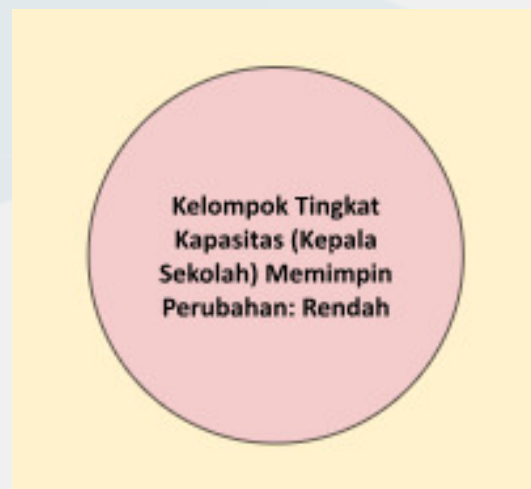 Kelompok Tingkat
Kapasitas (Kepala
Sekolah) Memimpin
Perubahan: Rendah